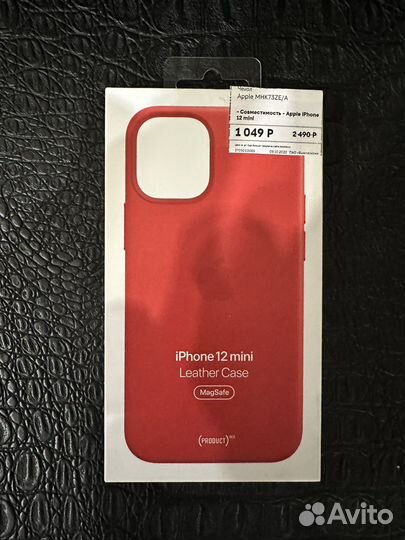 Чехол
Apple MHK73ZE/A
- Совместимость - Apple iPhone
12 mini
1 049 Р
2 490 Р
iPhone 12 mini
Leather Case
MagSafe
(PRODUCT)RED
Avito